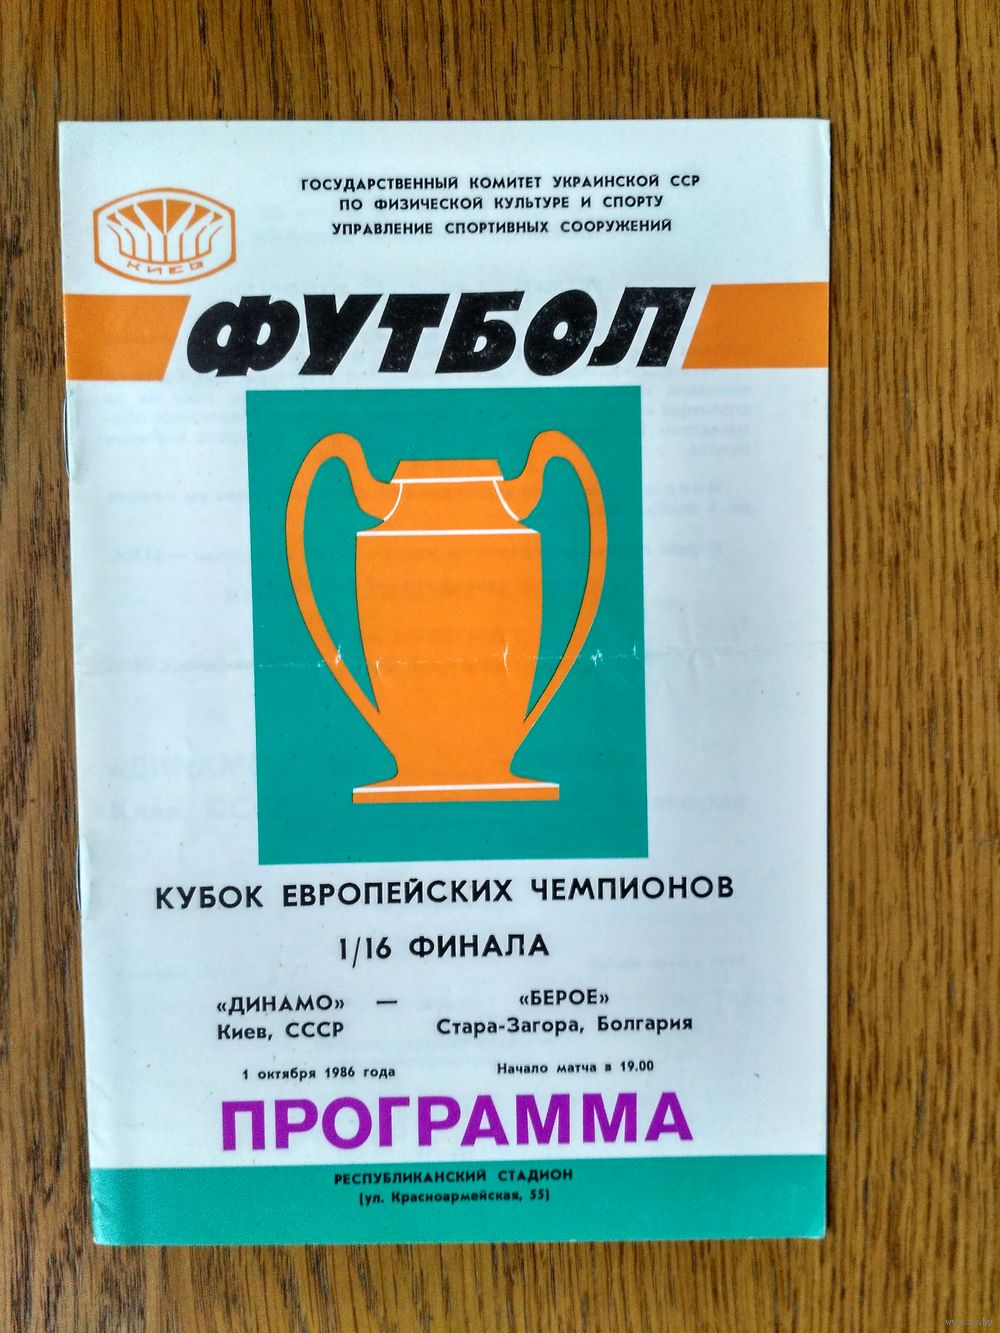 ГОСУДАРСТВЕННЫЙ КОМИТЕТ УКРАИНСКОЙ ССР
ПО ФИЗИЧЕСКОЙ КУЛЬТУРЕ И СПОРТУ
УПРАВЛЕНИЕ СПОРТИВНЫХ СООРУЖЕНИЙ
КИЕВ
ФУТБОЛ
КУБОК ЕВРОПЕЙСКИХ ЧЕМПИОНОВ
1/16 ФИНАЛА
«ДИНАМО» — «БЕРОЕ»
Киев, СССР Стара-Загора, Болгария
1 октября 1986 года Начало матча в 19.00
ПРОГРАММА
РЕСПУБЛИКАНСКИЙ СТАДИОН
(ул. Красноармейская, 55)